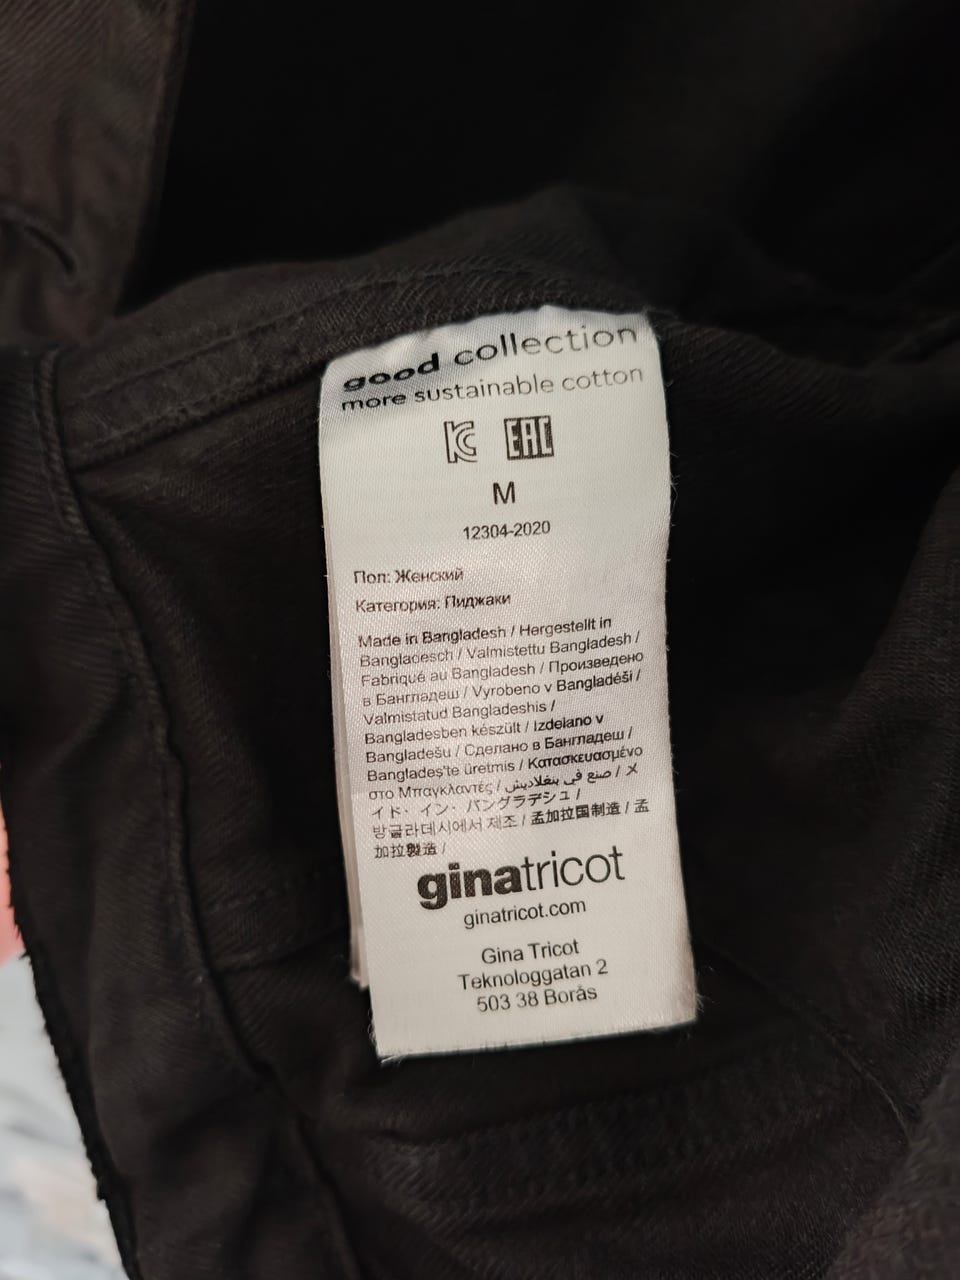 good collection
more sustainable cotton
KC EAC
M
12304-2020
Пол: Женский
Категория: Пиджаки
Made in Bangladesh / Hergestellt in
Bangladesch / Valmistettu Bangladesh /
Fabriqué au Bangladesh / Произведено
в Бангладеш / Vyrobeno v Bangladéši /
Valmistatud Bangladeshis /
Bangladesben készült / Izdelano v
Bangladešu / Сделано в Бангладеш /
Bangladeş'te üretmis / Κατασκευασμένο
στο Μπαγκλαντές / صنع في بنغلاديش / メ
イド・イン・バングラデシュ /
방글라데시에서 제조 / 孟加拉国制造 / 孟
加拉製造 /
ginatricot
ginatricot.com
Gina Tricot
Teknologgatan 2
503 38 Borås